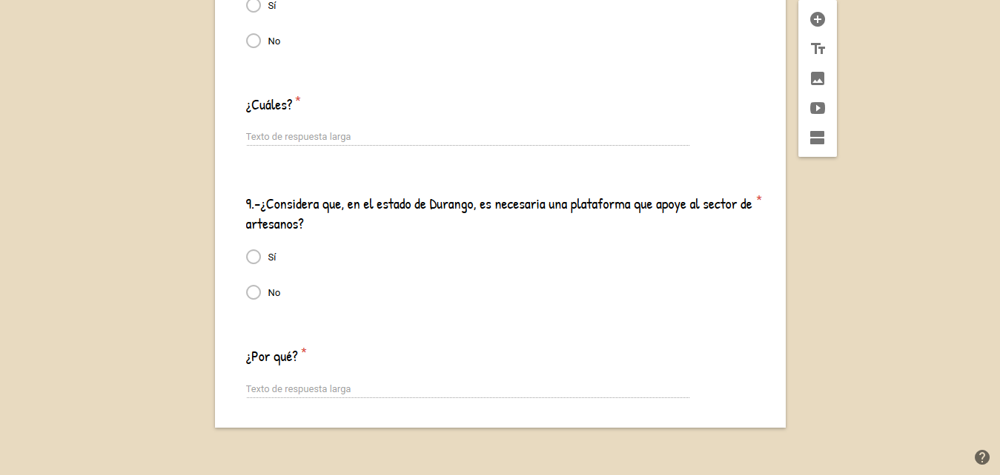 Sí
No
¿Cuáles? *
Texto de respuesta larga
9.-¿Considera que, en el estado de Durango, es necesaria una plataforma que apoye al sector de *
artesanos?
Sí
No
¿Por qué? *
Texto de respuesta larga